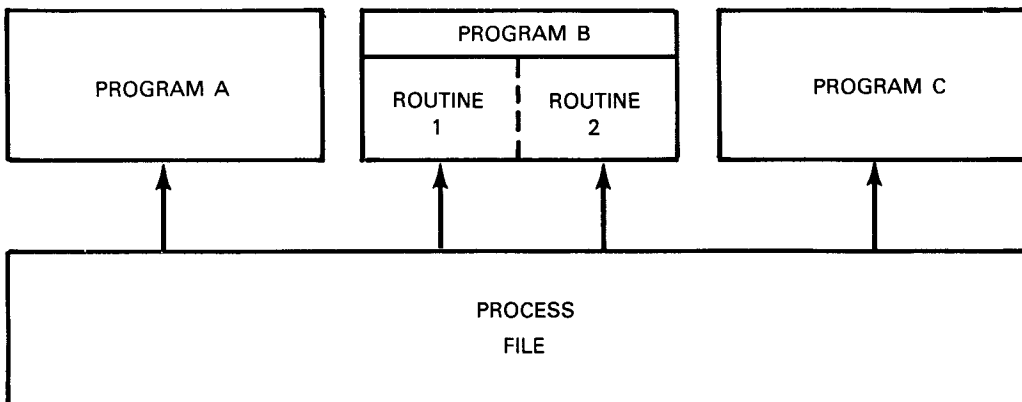 PROGRAM A
PROGRAM B
ROUTINE
1
ROUTINE
2
PROGRAM C
PROCESS
FILE